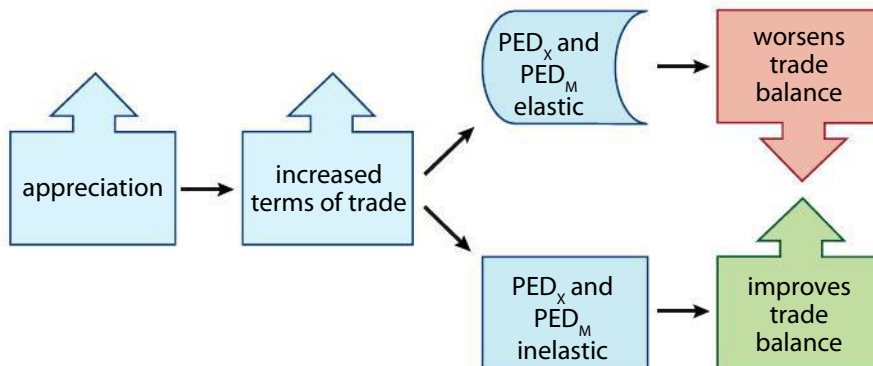 appreciation
increased
terms of trade
PEDₓ and
PEDM
elastic
worsens
trade
balance
PEDₓ and
PEDM
inelastic
improves
trade
balance